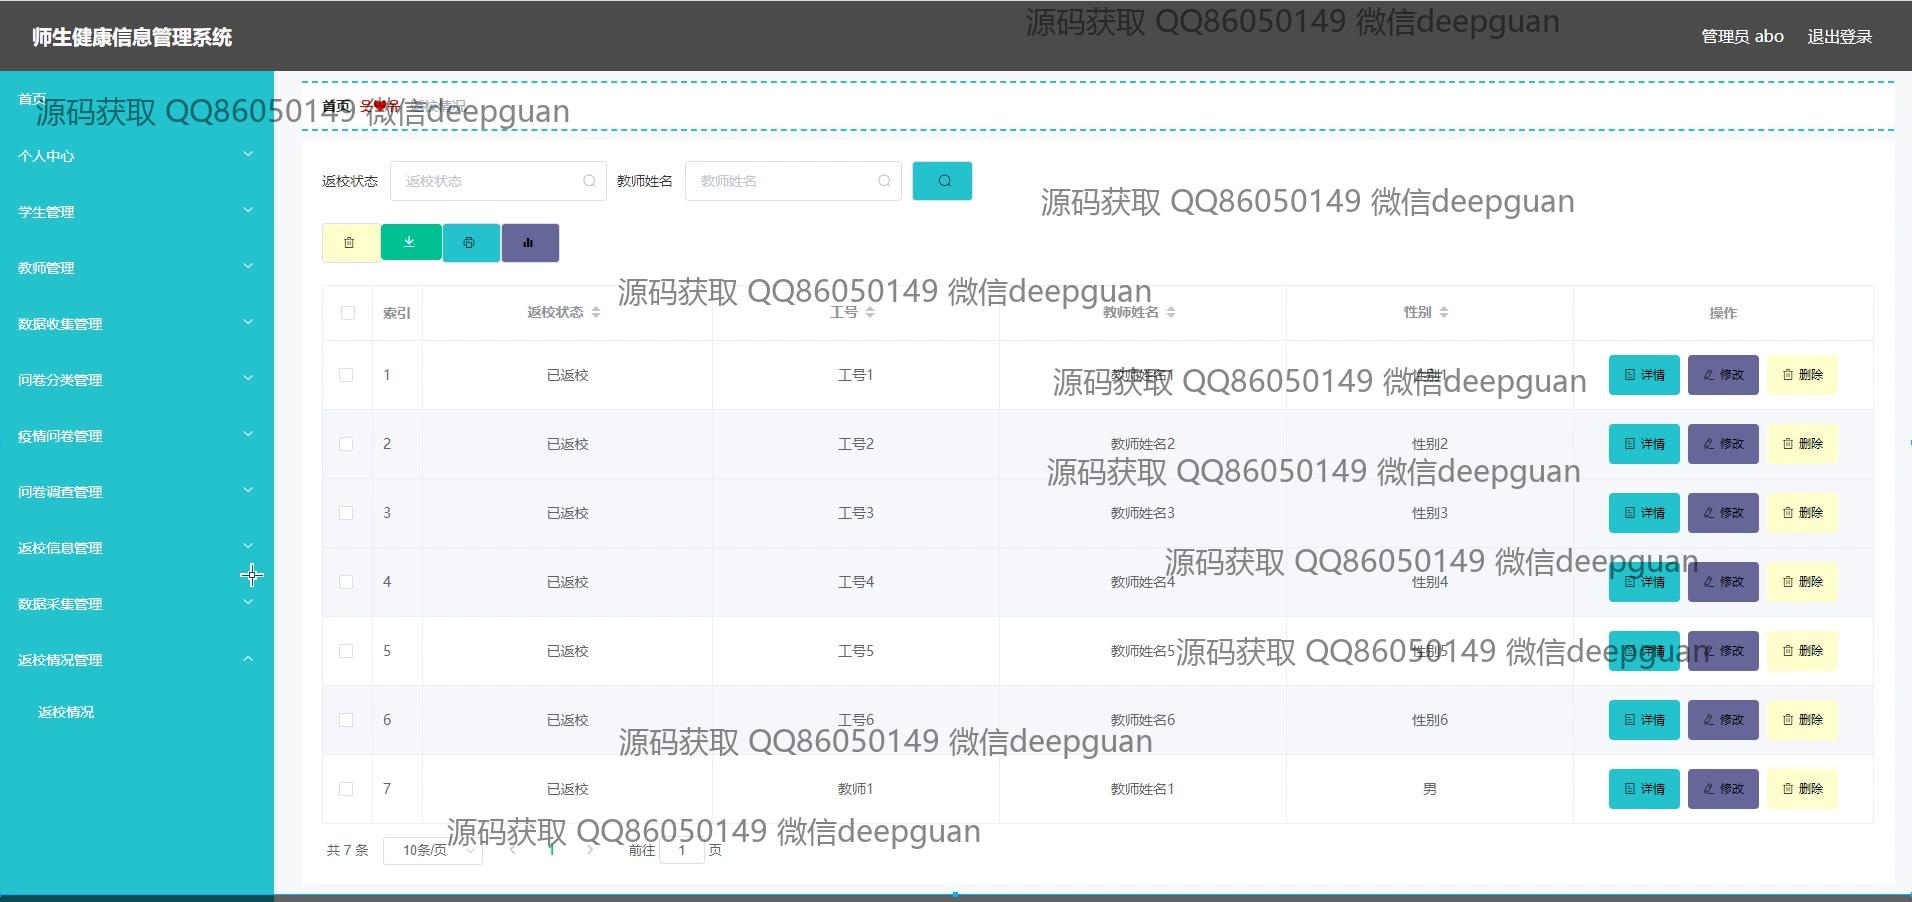 源码获取 QQ86050149 微信deepguan
师生健康信息管理系统
管理员 abo 退出登录
首页
源码获取 QQ86050149 微信deepguan
首页 返校情况
个人中心
学生管理
教师管理
数据收集管理
问卷分类管理
疫情问卷管理
问卷调查管理
返校信息管理
数据采集管理
返校情况管理
返校情况
返校状态 返校状态 教师姓名 教师姓名
源码获取 QQ86050149 微信deepguan
源码获取 QQ86050149 微信deepguan
索引 返校状态 工号 教师姓名 性别 操作
1 已返校 工号1 教师姓名1 性别1 详情 修改 删除
源码获取 QQ86050149 微信deepguan
2 已返校 工号2 教师姓名2 性别2 详情 修改 删除
源码获取 QQ86050149 微信deepguan
3 已返校 工号3 教师姓名3 性别3 详情 修改 删除
源码获取 QQ86050149 微信deepguan
4 已返校 工号4 教师姓名4 性别4 详情 修改 删除
5 已返校 工号5 教师姓名5 性别5 详情 修改 删除
源码获取 QQ86050149 微信deepguan
6 已返校 工号6 教师姓名6 性别6 详情 修改 删除
源码获取 QQ86050149 微信deepguan
7 已返校 教师1 教师姓名1 男 详情 修改 删除
源码获取 QQ86050149 微信deepguan
共 7 条 10条/页 1 前往 1 页